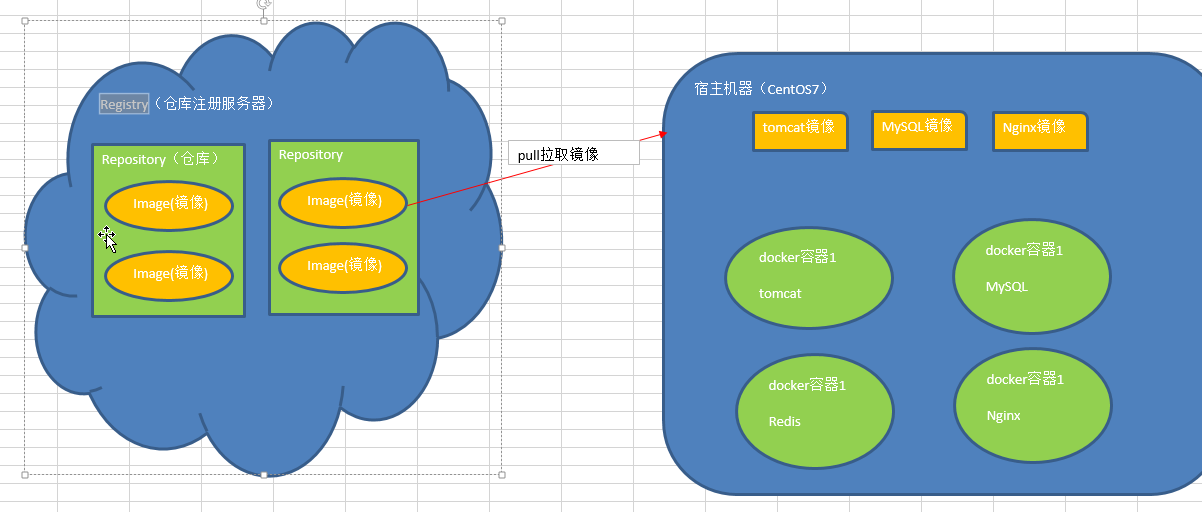 Registry（仓库注册服务器）
Repository（仓库）
Image(镜像)
Image(镜像)
Repository
Image(镜像)
Image(镜像)
pull拉取镜像
宿主机器（CentOS7）
tomcat镜像
MySQL镜像
Nginx镜像
docker容器1
tomcat
docker容器1
MySQL
docker容器1
Redis
docker容器1
Nginx